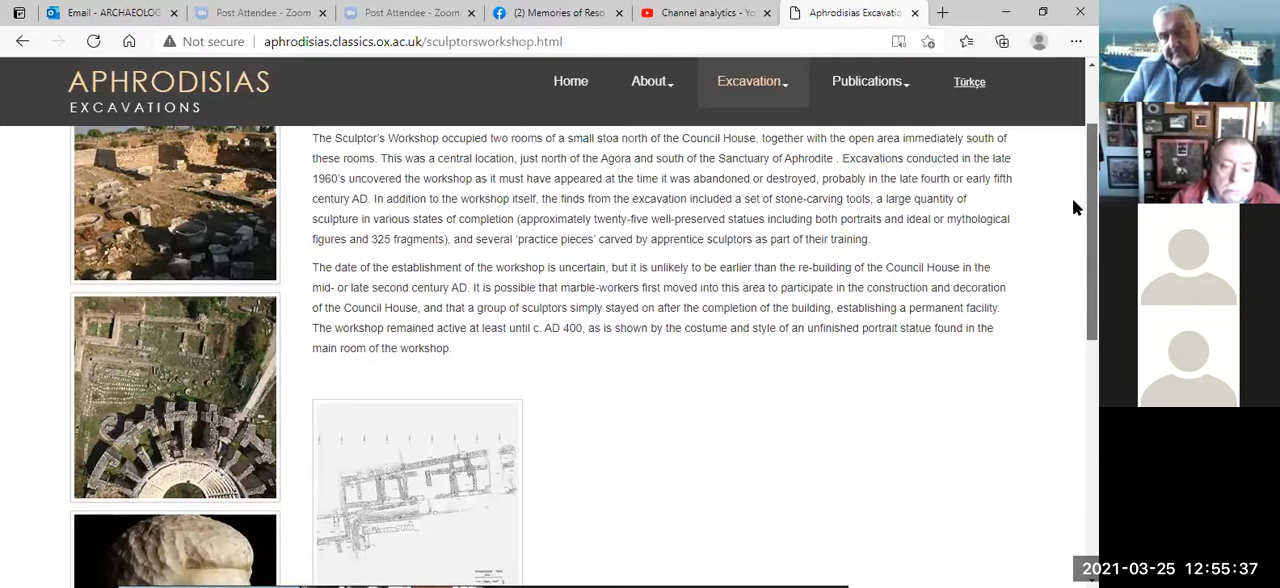 Email - ARCHAEOLOG
Post Attendee - Zoom
Post Attendee - Zoom
(2) Memories of Reso
Channel analytics - Yo
Aphrodisias Excavatio
Not secure
aphrodisias.classics.ox.ac.uk/sculptorsworkshop.html
APHRODISIAS
EXCAVATIONS
Home
About
Excavation
Publications
Türkçe
The Sculptor's Workshop occupied two rooms of a small stoa north of the Council House, together with the open area immediately south of
these rooms. This was a central location, just north of the Agora and south of the Sanctuary of Aphrodite . Excavations conducted in the late
1960's uncovered the workshop as it must have appeared at the time it was abandoned or destroyed, probably in the late fourth or early fifth
century AD. In addition to the workshop itself, the finds from the excavation included a set of stone-carving tools, a large quantity of
sculpture in various states of completion (approximately twenty-five well-preserved statues including both portraits and ideal or mythological
figures and 325 fragments), and several 'practice pieces' carved by apprentice sculptors as part of their training.
The date of the establishment of the workshop is uncertain, but it is unlikely to be earlier than the re-building of the Council House in the
mid- or late second century AD. It is possible that marble-workers first moved into this area to participate in the construction and decoration
of the Council House, and that a group of sculptors simply stayed on after the completion of the building, establishing a permanent facility.
The workshop remained active at least until c. AD 400, as is shown by the costume and style of an unfinished portrait statue found in the
main room of the workshop.
2021-03-25 12:55:37